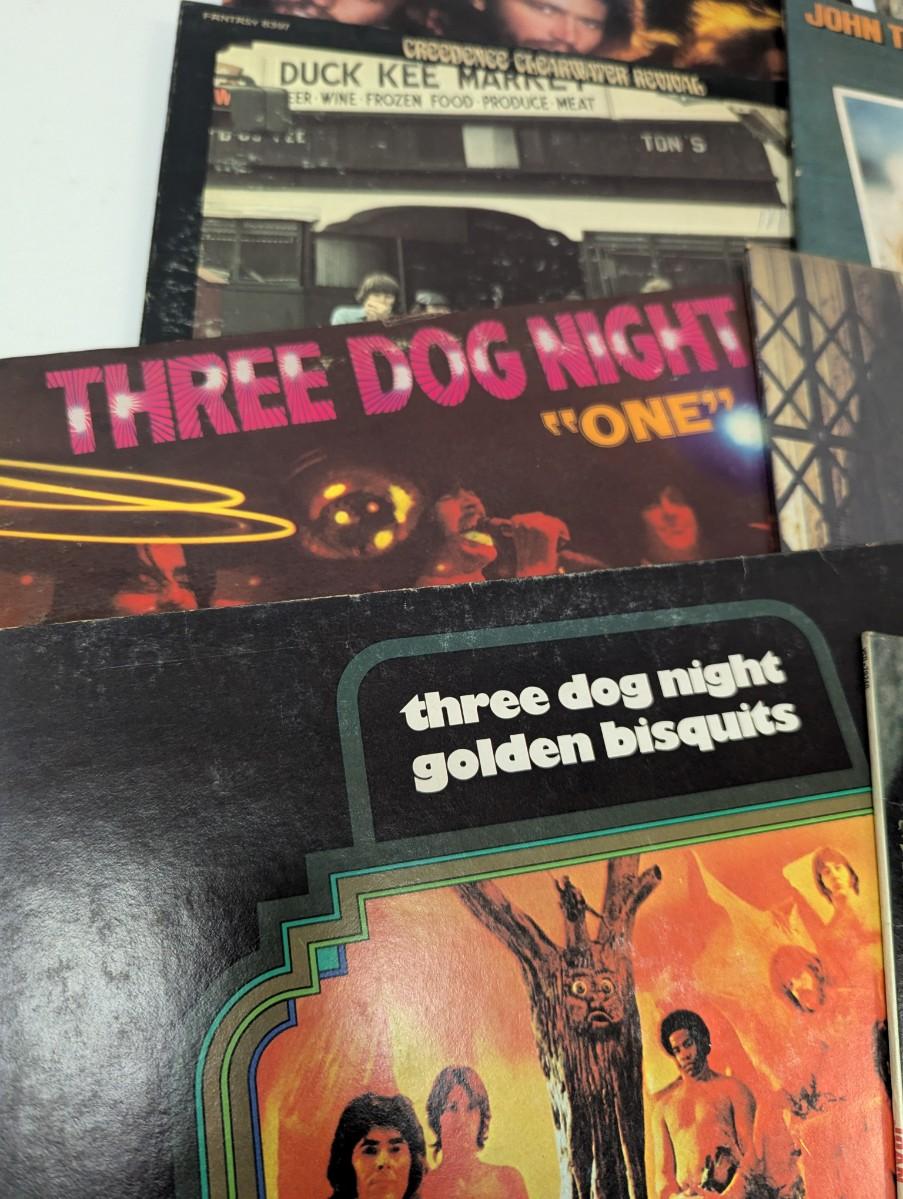 FANTASY 8397
CREEDENCE CLEARWATER REVIVAL
DUCK KEE MARKET
BEER · WINE · FROZEN FOOD · PRODUCE · MEAT
TON'S
JOHN
THREE DOG NIGHT
"ONE"
three dog night
golden bisquits